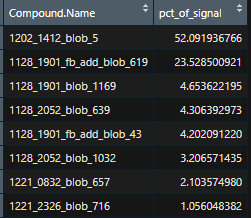 Compound.Name pct_of_signal
1202_1412_blob_5 52.091936766
1128_1901_fb_add_blob_619 23.528500921
1128_1901_blob_1169 4.653622195
1128_2052_blob_639 4.306392973
1128_1901_fb_add_blob_43 4.202091220
1128_2052_blob_1032 3.206571435
1221_0832_blob_657 2.103574980
1221_2326_blob_716 1.056048382